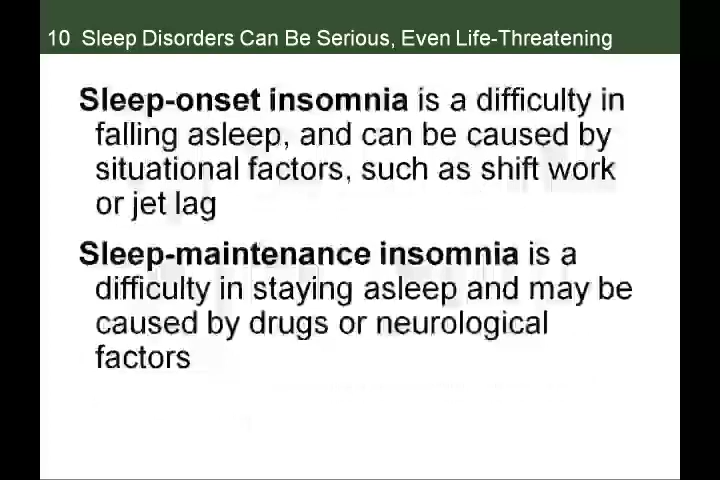 10 Sleep Disorders Can Be Serious, Even Life-Threatening
Sleep-onset insomnia is a difficulty in
falling asleep, and can be caused by
situational factors, such as shift work
or jet lag
Sleep-maintenance insomnia is a
difficulty in staying asleep and may be
caused by drugs or neurological
factors